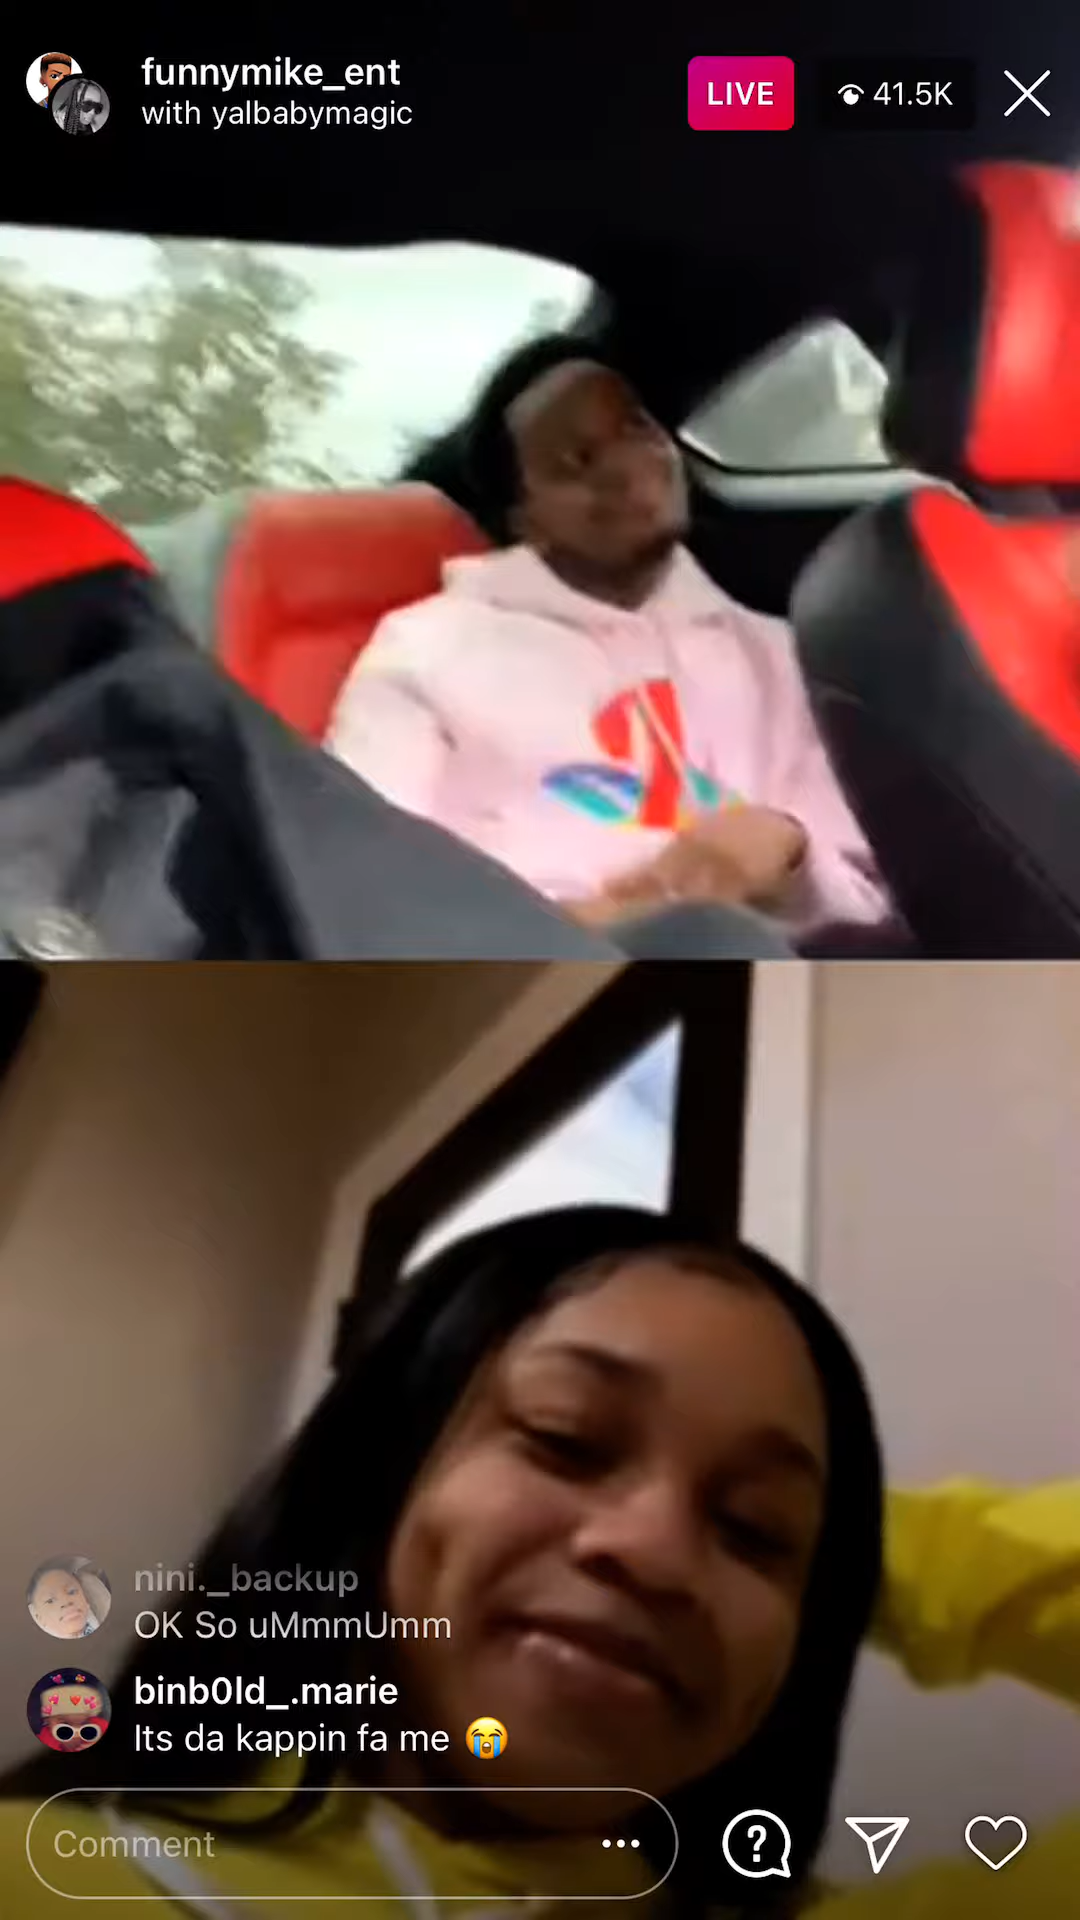 funnymike_ent
with yalbabymagic
LIVE
41.5K
nini._backup
OK So uMmmUmm
binb0ld_.marie
Its da kappin fa me 😭
Comment